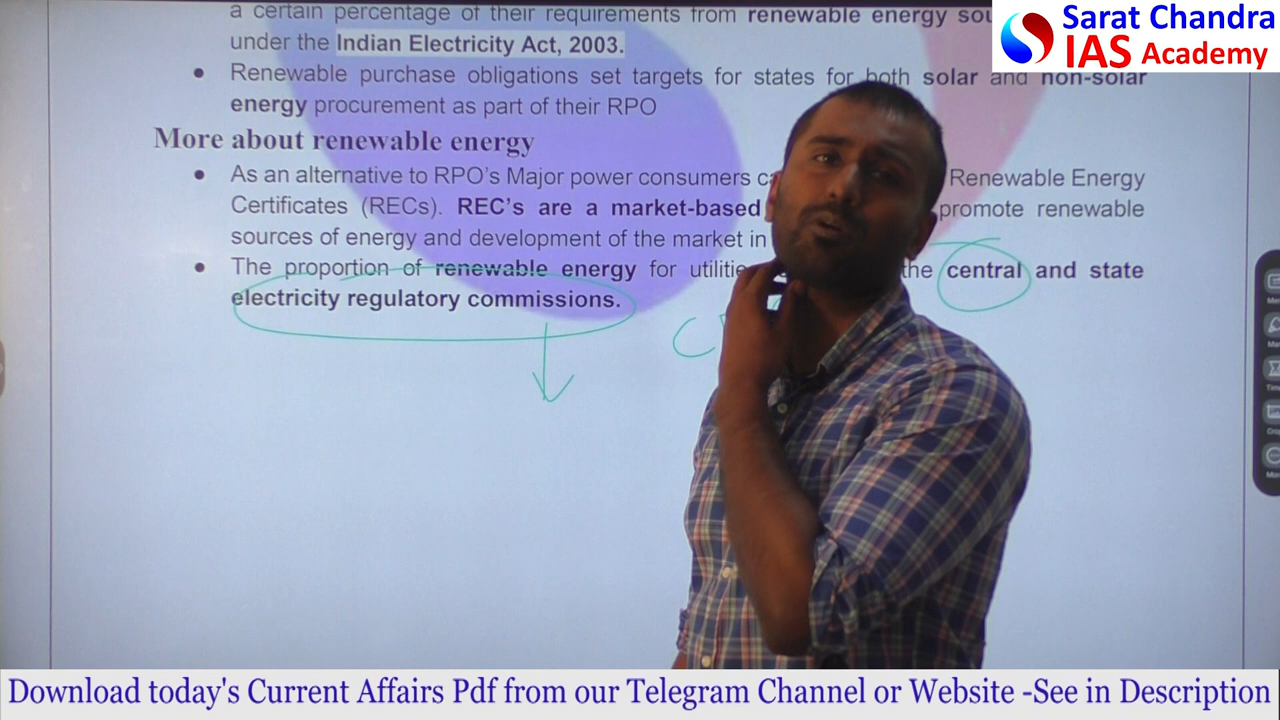 a certain percentage of their requirements from renewable energy
under the Indian Electricity Act, 2003.
• Renewable purchase obligations set targets for states for both solar and non-solar
energy procurement as part of their RPO
More about renewable energy
• As an alternative to RPO's Major power consumers Renewable Energy
Certificates (RECs). REC's are a market-based promote renewable
sources of energy and development of the market in
• The proportion of renewable energy for the central and state
electricity regulatory commissions.
C
Sarat Chandra
IAS Academy
Download today's Current Affairs Pdf from our Telegram Channel or Website -See in Description